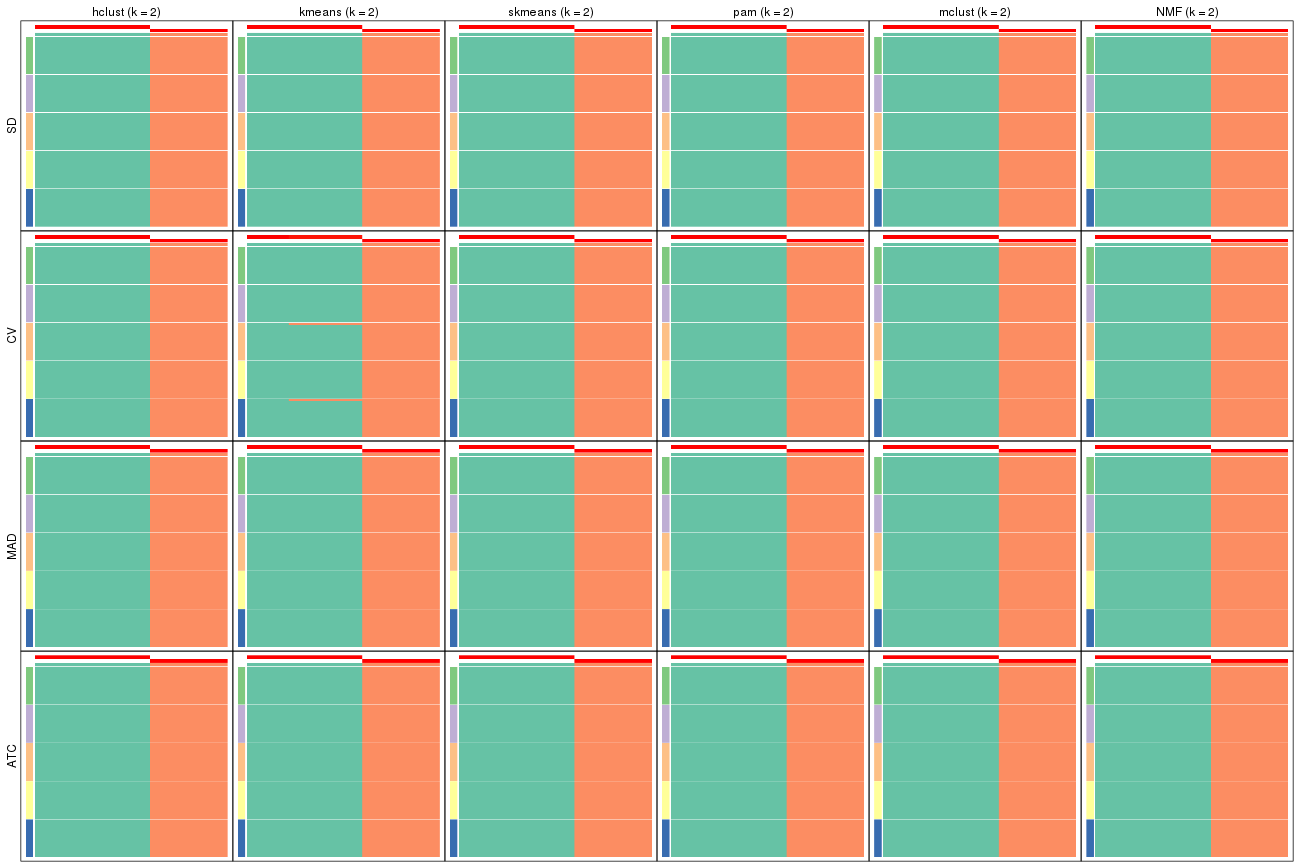 hclust (k = 2)
kmeans (k = 2)
skmeans (k = 2)
pam (k = 2)
mclust (k = 2)
NMF (k = 2)
SD
CV
MAD
ATC